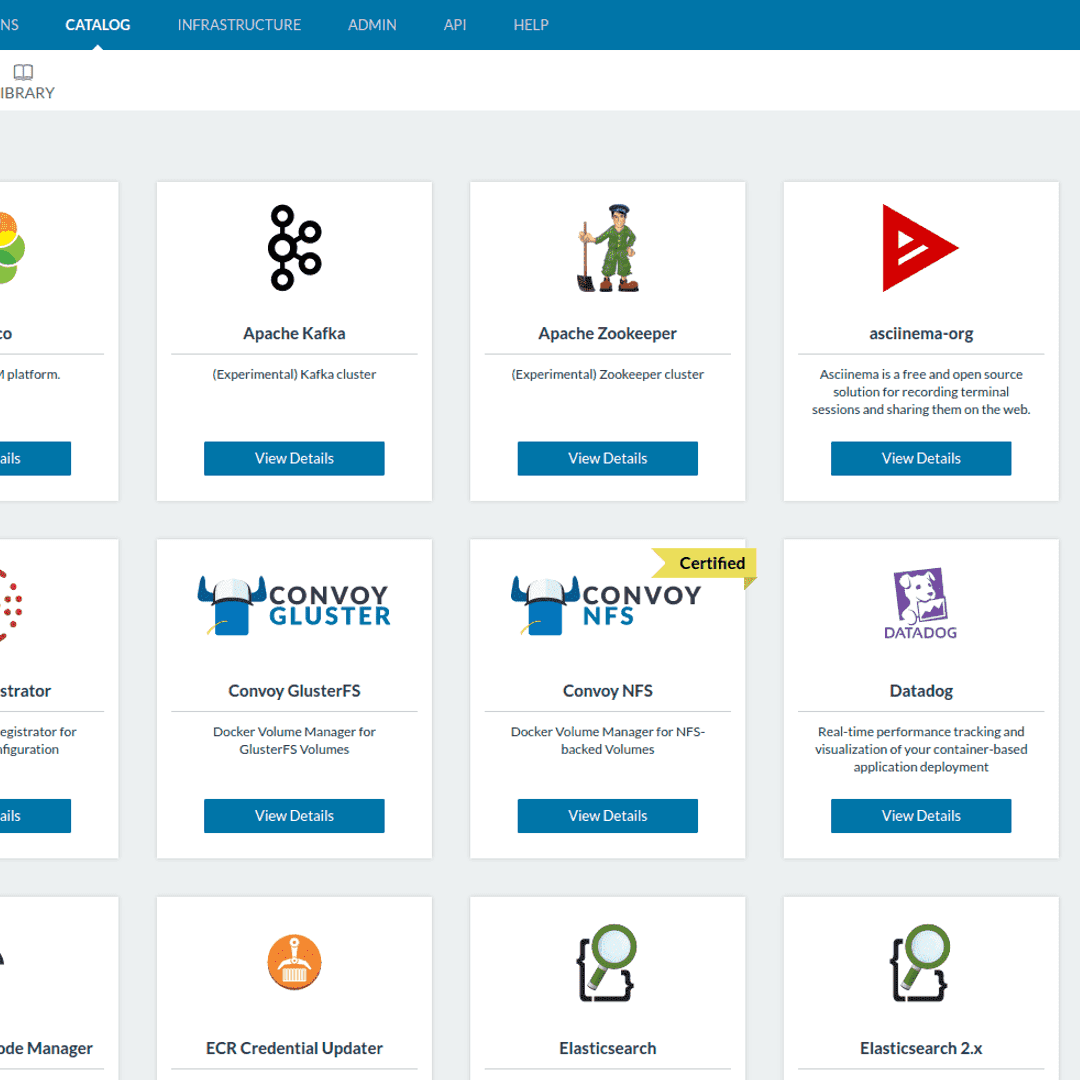 NS CATALOG INFRASTRUCTURE ADMIN API HELP
IBRARY
co
Apache Kafka
Apache Zookeeper
asciinema-org
M platform.
(Experimental) Kafka cluster
(Experimental) Zookeeper cluster
Asciinema is a free and open source
solution for recording terminal
sessions and sharing them on the web.
ails
View Details
View Details
View Details
CONVOY
GLUSTER
Certified
CONVOY
NFS
DATADOG
strator
Convoy GlusterFS
Convoy NFS
Datadog
egistrator for
nfiguration
Docker Volume Manager for
GlusterFS Volumes
Docker Volume Manager for NFS-
backed Volumes
Real-time performance tracking and
visualization of your container-based
application deployment
ails
View Details
View Details
View Details
ode Manager
ECR Credential Updater
Elasticsearch
Elasticsearch 2.x